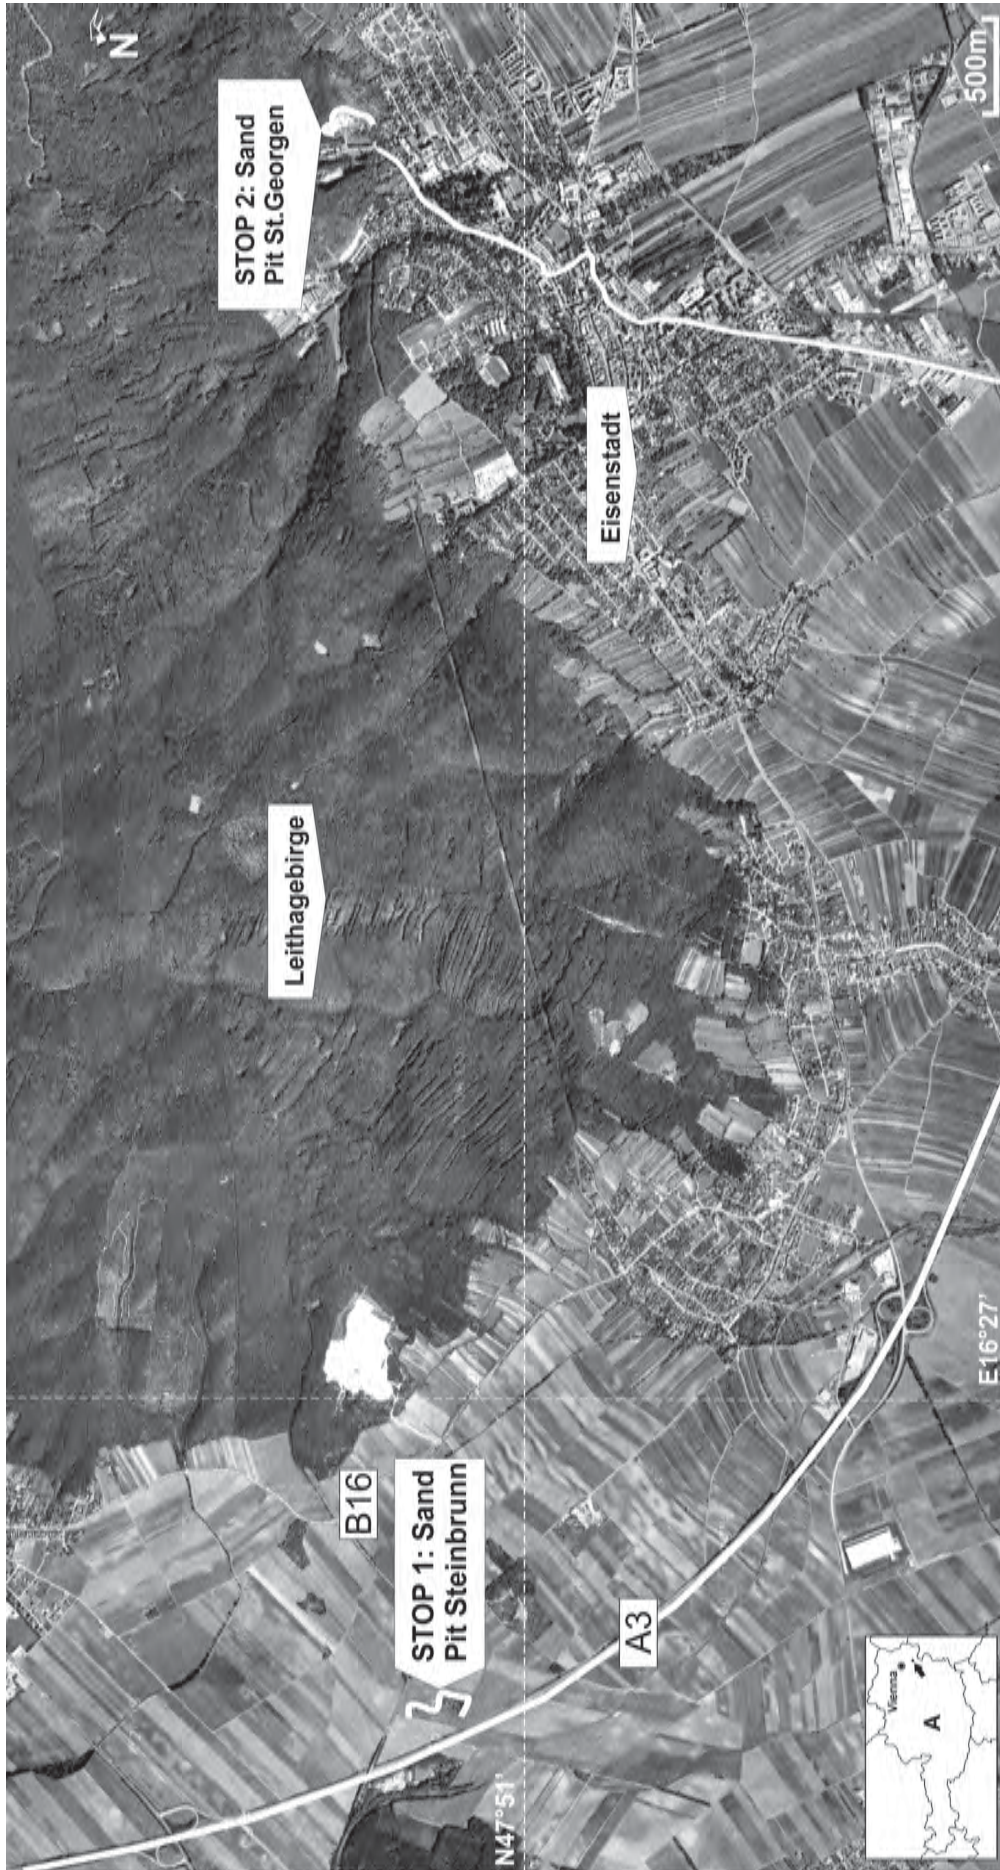 N
STOP 2: Sand
Pit St.Georgen
500m
Eisenstadt
Leithagebirge
B16
STOP 1: Sand
Pit Steinbrunn
A3
E16°27'
N47°51'
Vienna
A